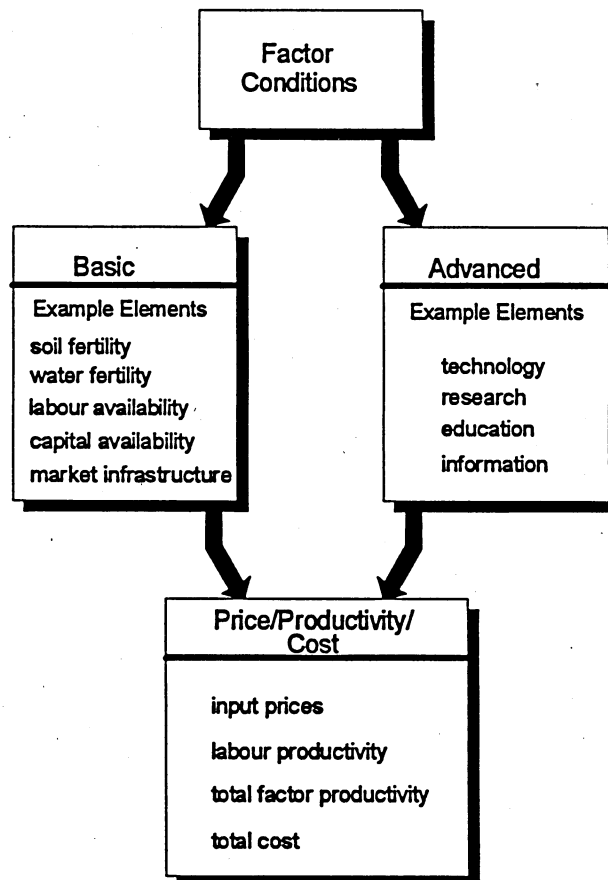 Factor
Conditions
Basic
Example Elements
soil fertility
water fertility
labour availability
capital availability
market infrastructure
Advanced
Example Elements
technology
research
education
information
Price/Productivity/
Cost
input prices
labour productivity
total factor productivity
total cost